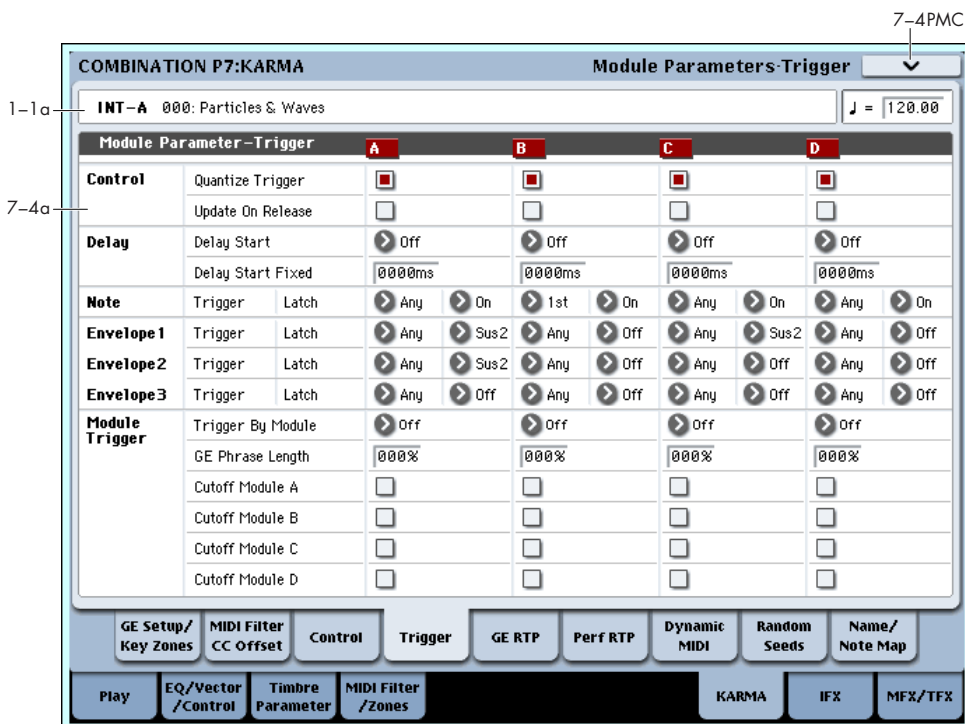 7–4PMC
COMBINATION P7:KARMA Module Parameters-Trigger
1–1a
INT-A 000: Particles & Waves ♩ = 120.00
Module Parameter-Trigger A B C D
7–4a
Control Quantize Trigger
Update On Release
Delay Delay Start Off Off Off Off
Delay Start Fixed 0000ms 0000ms 0000ms 0000ms
Note Trigger Latch Any On 1st On Any On Any On
Envelope1 Trigger Latch Any Sus2 Any Off Any Sus2 Any Off
Envelope2 Trigger Latch Any Sus2 Any Off Any Off Any Off
Envelope3 Trigger Latch Any Off Any Off Any Off Any Off
Module
Trigger
Trigger By Module Off Off Off Off
GE Phrase Length 000% 000% 000% 000%
Cutoff Module A
Cutoff Module B
Cutoff Module C
Cutoff Module D
GE Setup/
Key Zones
MIDI Filter
CC Offset
Control
Trigger
GE RTP
Perf RTP
Dynamic
MIDI
Random
Seeds
Name/
Note Map
Play
EQ/Vector
/Control
Timbre
Parameter
MIDI Filter
/Zones
KARMA
IFX
MFX/TFX